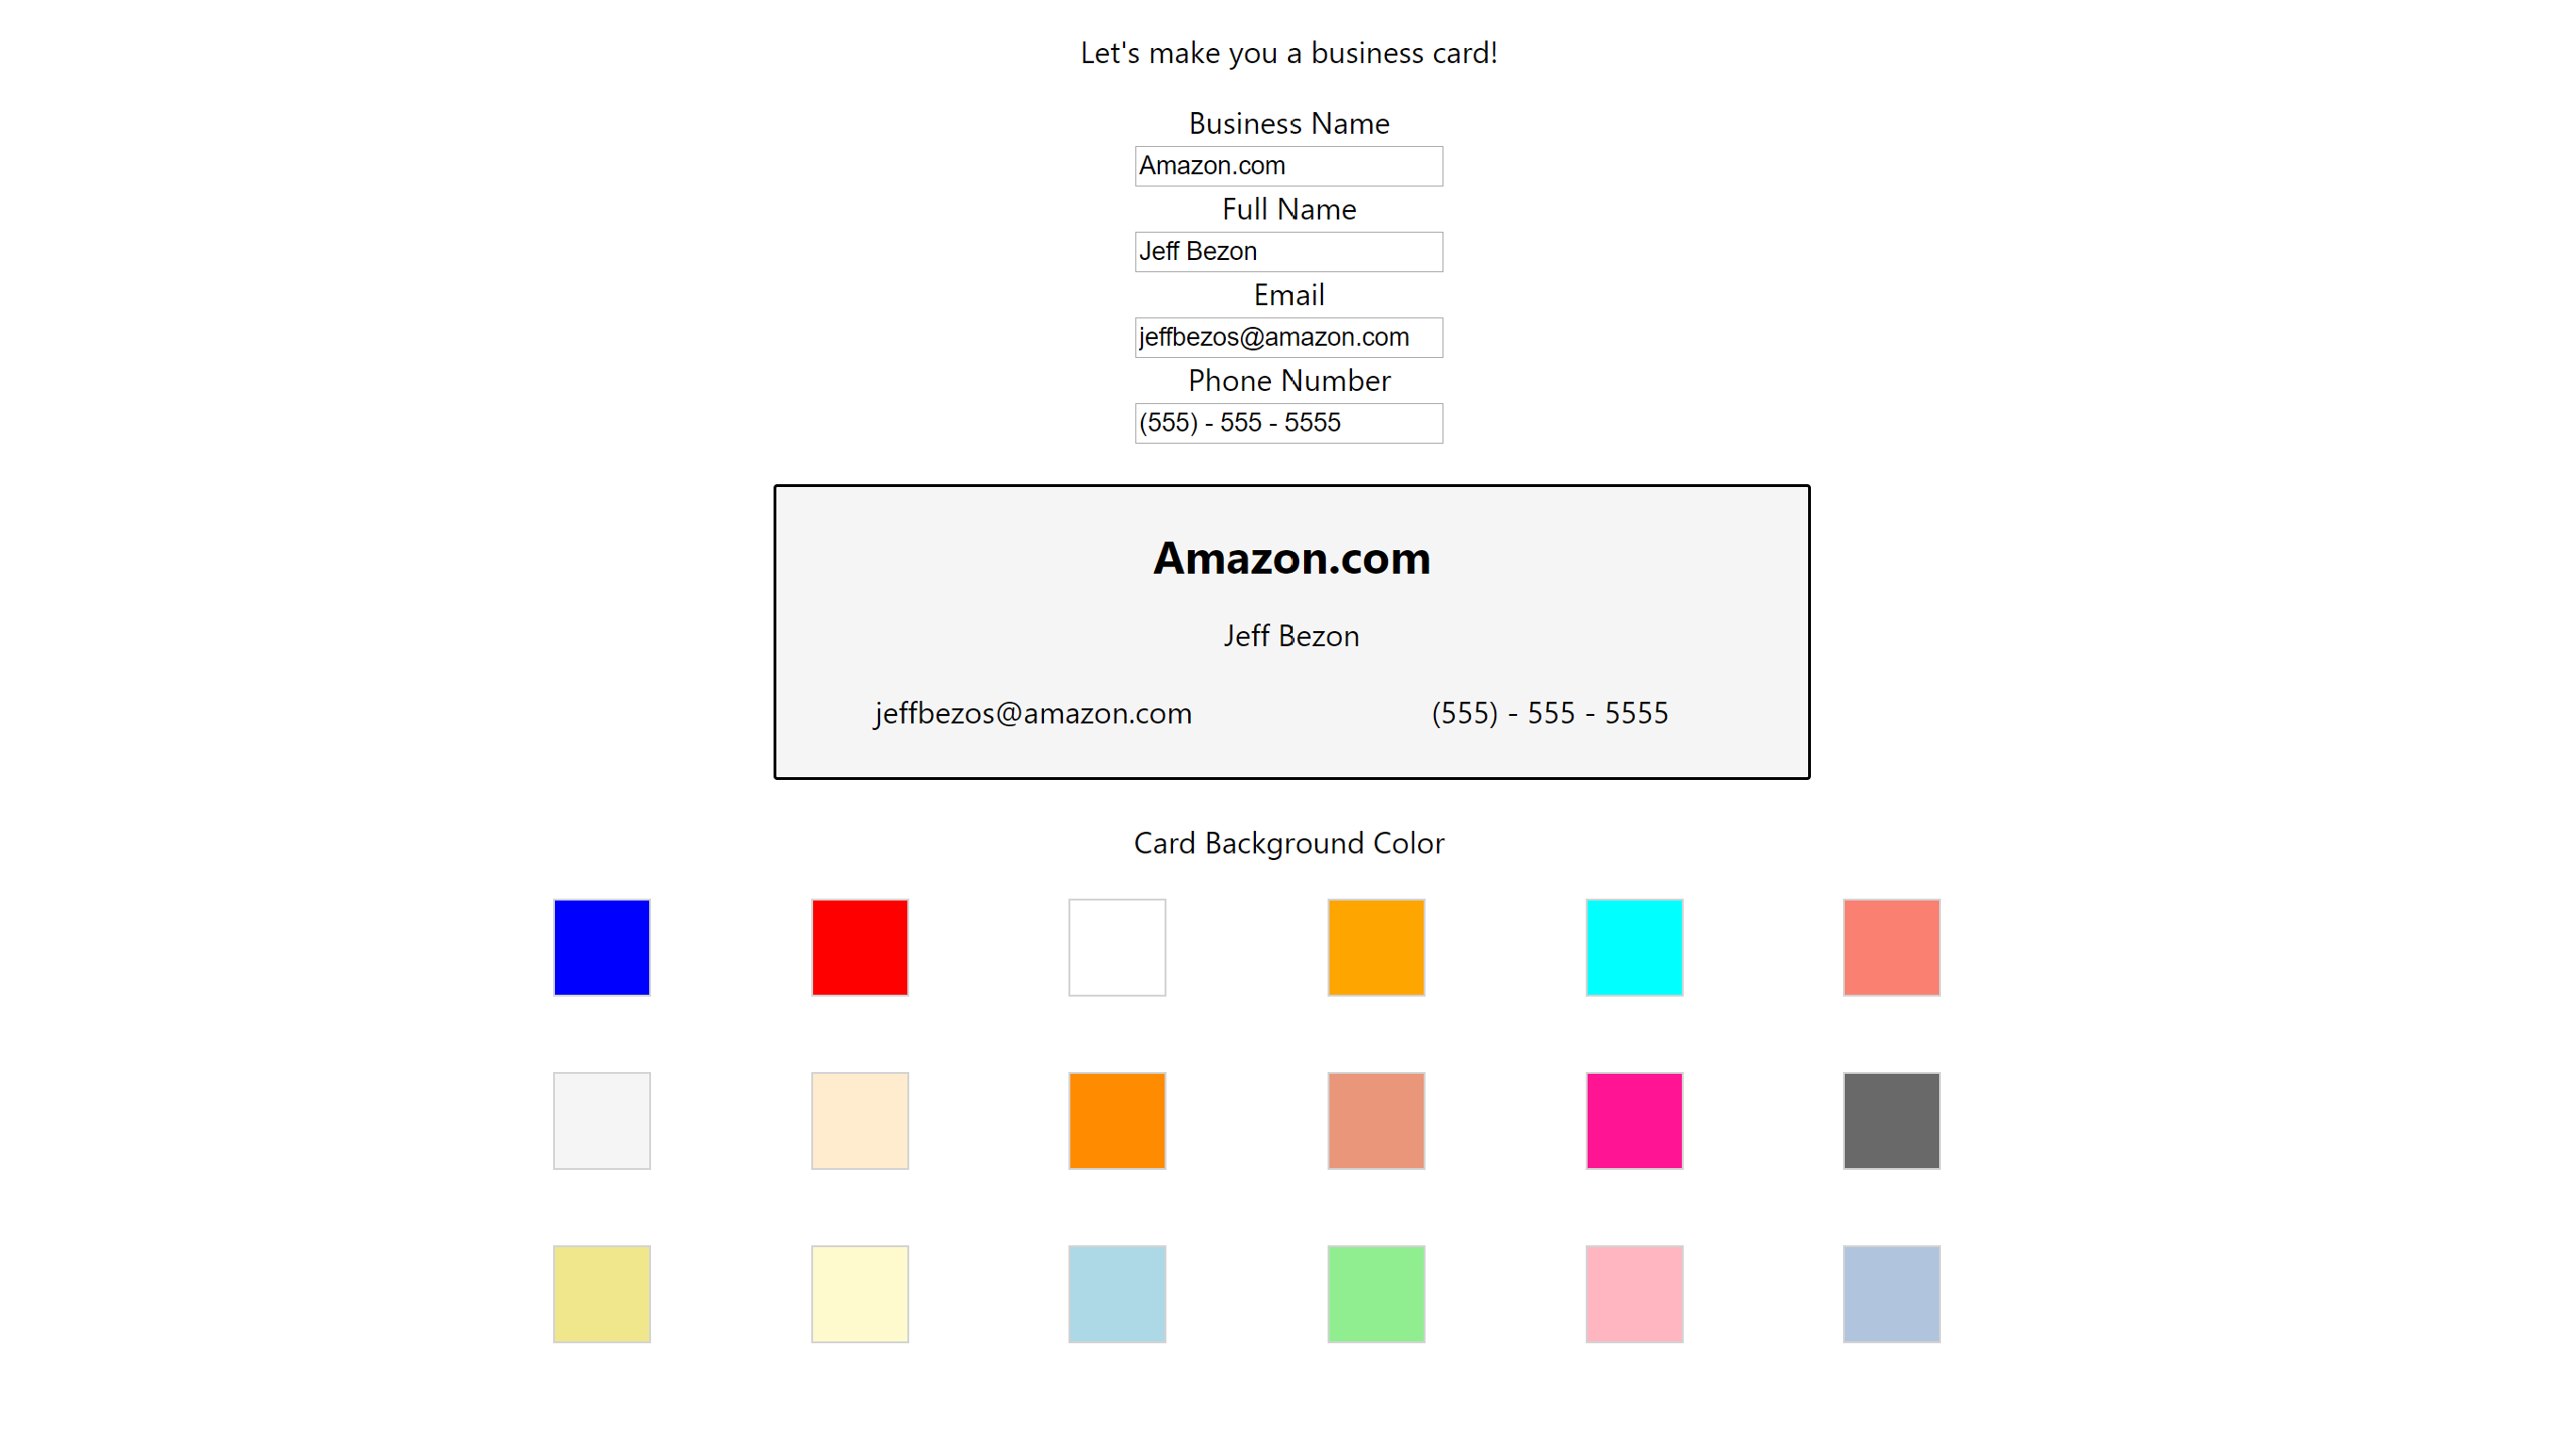 Let's make you a business card!
Business Name
Amazon.com
Full Name
Jeff Bezon
Email
jeffbezos@amazon.com
Phone Number
(555) - 555 - 5555
Amazon.com
Jeff Bezon
jeffbezos@amazon.com (555) - 555 - 5555
Card Background Color